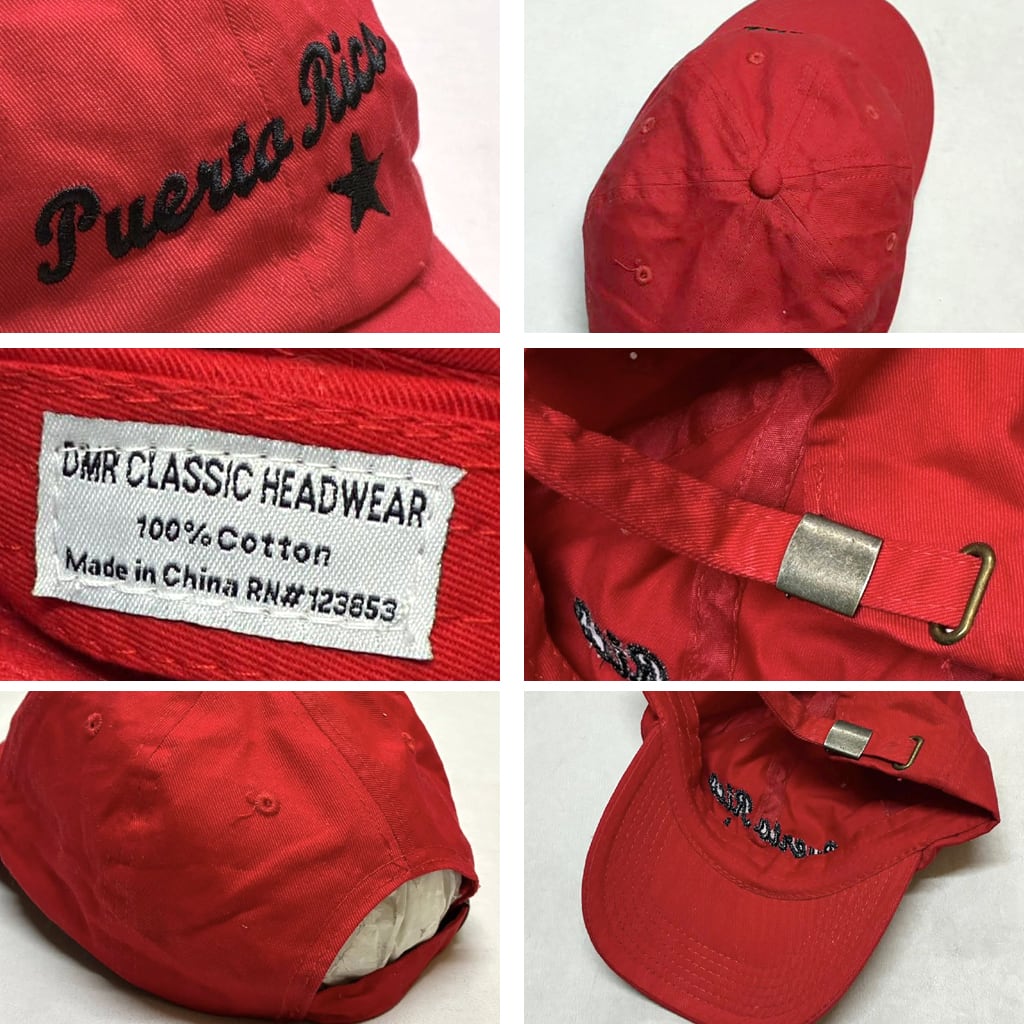 Puerto Rico
DMR CLASSIC HEADWEAR
100% Cotton
Made in China RN#123853